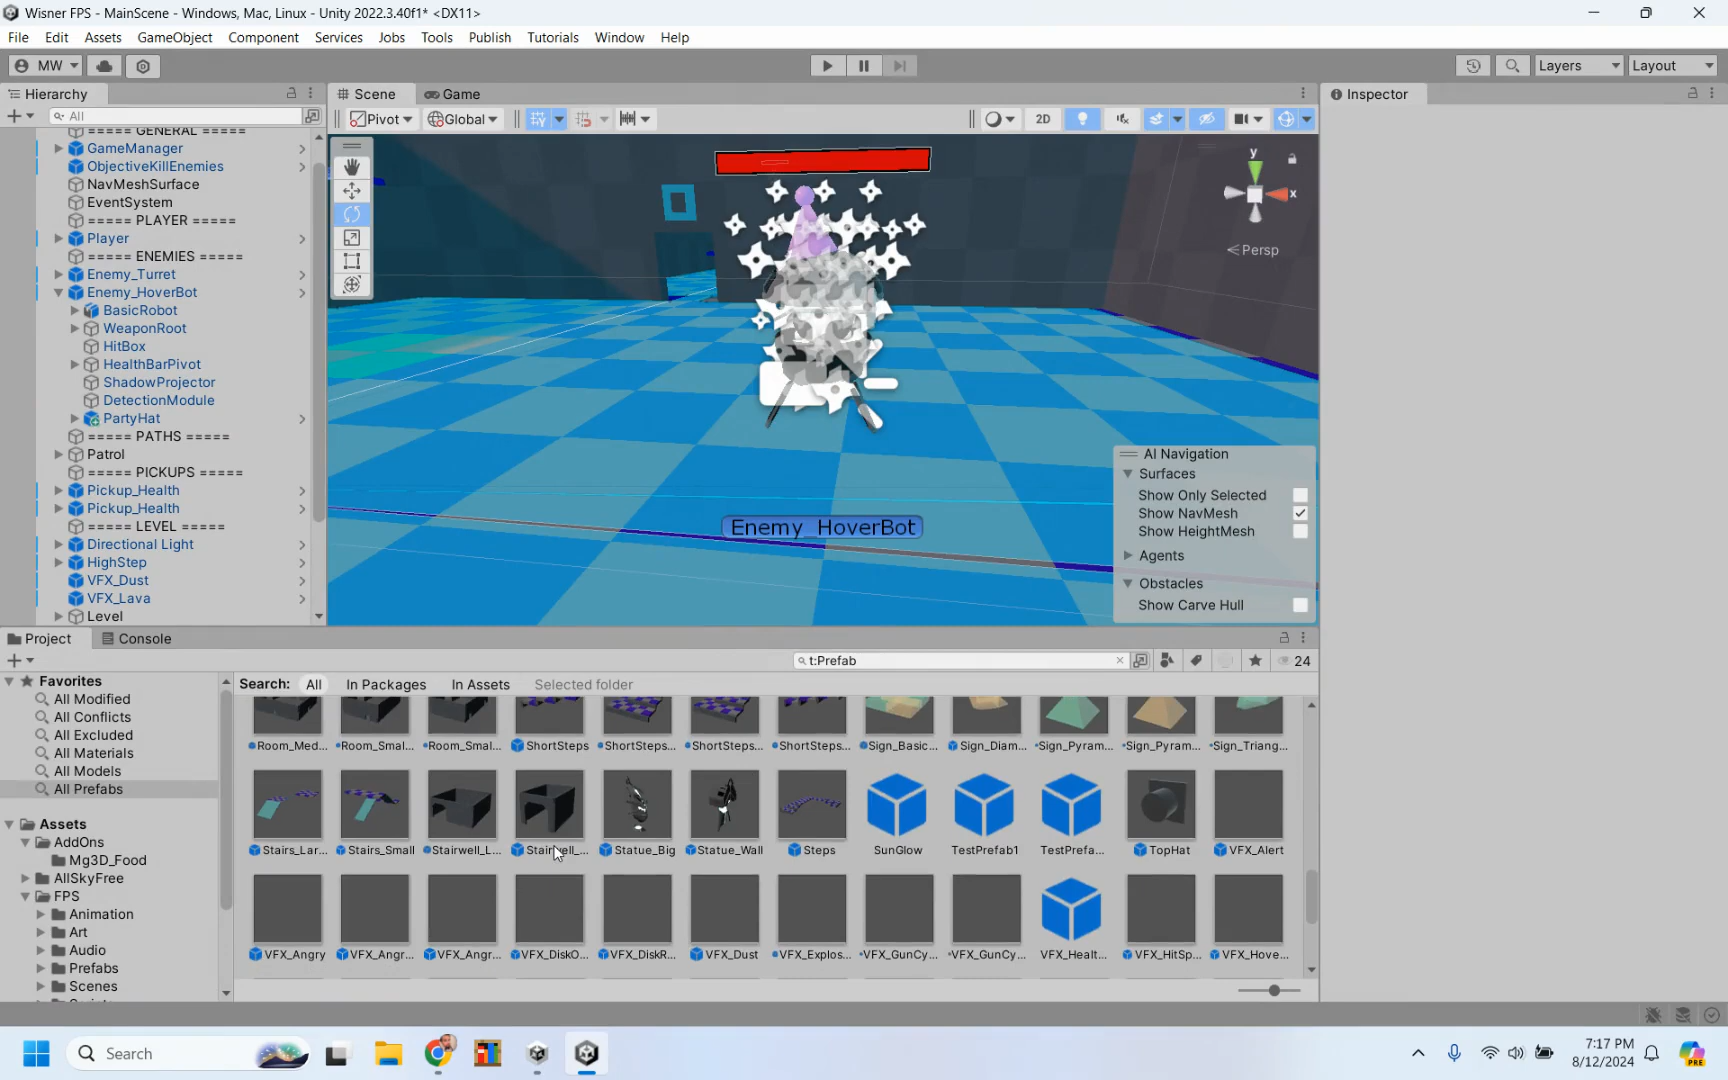 Wisner FPS - MainScene - Windows, Mac, Linux - Unity 2022.3.40f1* <DX11>
File Edit Assets GameObject Component Services Jobs Tools Publish Tutorials Window Help
MW Layers Layout
Hierarchy
All
===== GENERAL =====
GameManager
ObjectiveKillEnemies
NavMeshSurface
EventSystem
===== PLAYER =====
Player
===== ENEMIES =====
Enemy_Turret
Enemy_HoverBot
BasicRobot
WeaponRoot
HitBox
HealthBarPivot
ShadowProjector
DetectionModule
PartyHat
===== PATHS =====
Patrol
===== PICKUPS =====
Pickup_Health
Pickup_Health
===== LEVEL =====
Directional Light
HighStep
VFX_Dust
VFX_Lava
Level
Scene Game
Pivot Global 2D
y
x
Persp
Enemy_HoverBot
AI Navigation
Surfaces
Show Only Selected
Show NavMesh
Show HeightMesh
Agents
Obstacles
Show Carve Hull
Inspector
Project Console
t:Prefab
24
Favorites
All Modified
All Conflicts
All Excluded
All Materials
All Models
All Prefabs
Assets
AddOns
Mg3D_Food
AllSkyFree
FPS
Animation
Art
Audio
Prefabs
Scenes
Search: All In Packages In Assets Selected folder
Room_Med... Room_Smal... Room_Smal... ShortSteps ShortSteps... ShortSteps... ShortSteps... Sign_Basic... Sign_Diam... Sign_Pyram... Sign_Pyram... Sign_Triang...
Stairs_Lar... Stairs_Small Stairwell_L... Stairwell_... Statue_Big Statue_Wall Steps SunGlow TestPrefab1 TestPrefa... TopHat VFX_Alert
VFX_Angry VFX_Angr... VFX_Angr... VFX_DiskO... VFX_DiskR... VFX_Dust VFX_Explos... VFX_GunCy... VFX_GunCy... VFX_Healt... VFX_HitSp... VFX_Hove...
Search
7:17 PM
8/12/2024
PRE